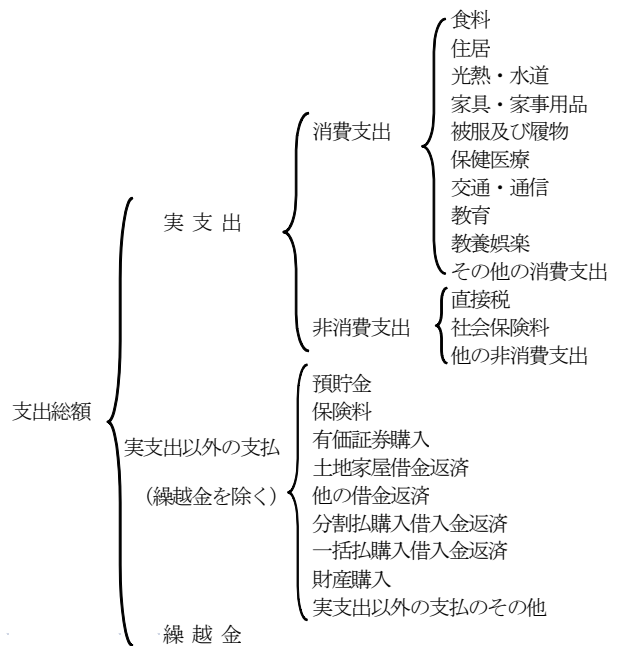 食料
住居
光熱・水道
家具・家事用品
消費支出
被服及び履物
保健医療
交通・通信
教育
実 支 出
教養娯楽
その他の消費支出
直接税
非消費支出
社会保険料
他の非消費支出
預貯金
支出総額
保険料
実支出以外の支払
有価証券購入
土地家屋借金返済
(繰越金を除く)
他の借金返済
分割払購入借入金返済
一括払購入借入金返済
財産購入
実支出以外の支払のその他
繰 越 金